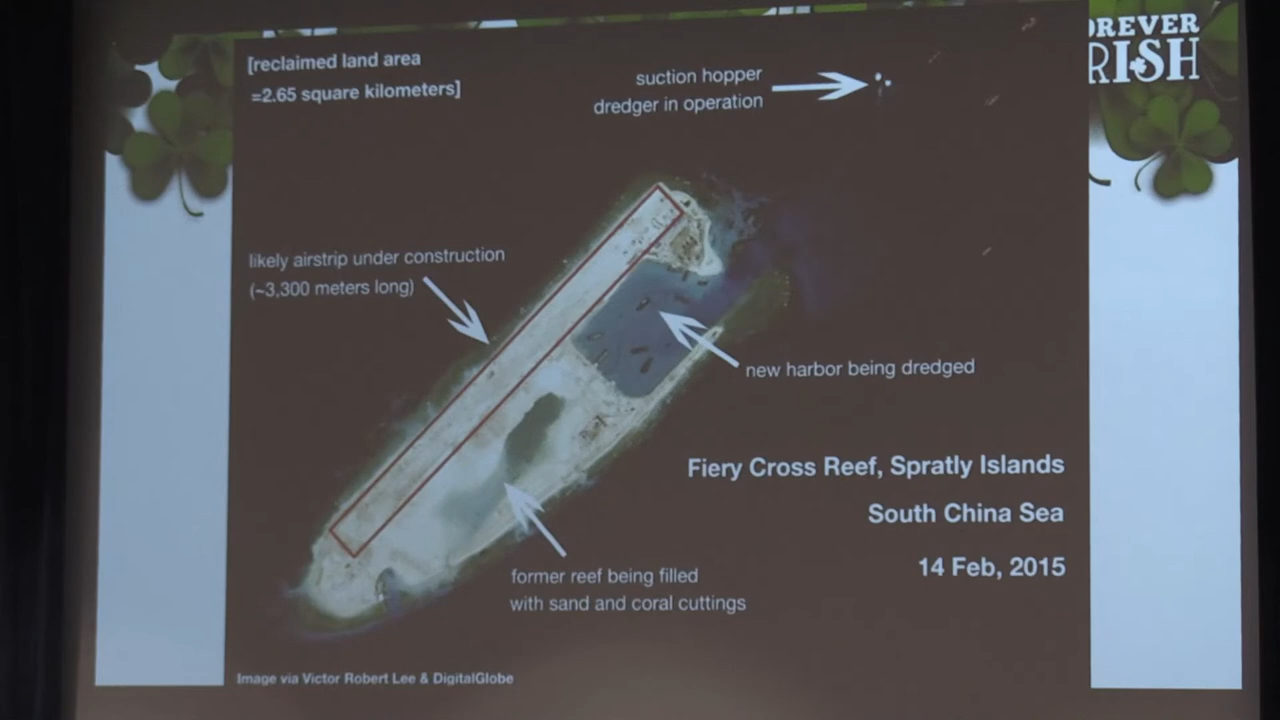 [reclaimed land area
=2.65 square kilometers]
suction hopper
dredger in operation
OREVER
RISH
likely airstrip under construction
(~3,300 meters long)
new harbor being dredged
Fiery Cross Reef, Spratly Islands
South China Sea
14 Feb, 2015
former reef being filled
with sand and coral cuttings
Image via Victor Robert Lee & DigitalGlobe